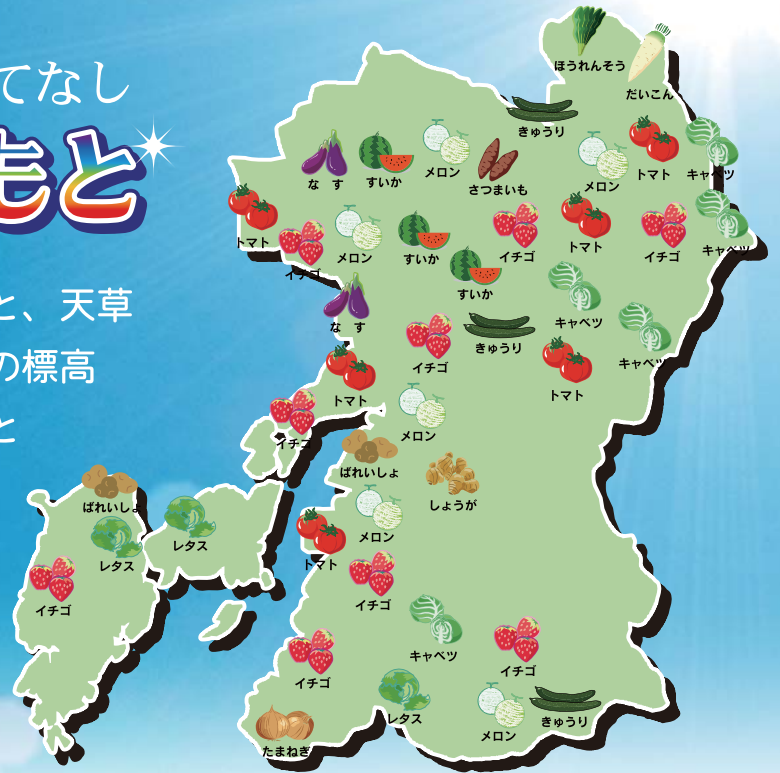 てなし
もと
と、天草
の標高
と
ほうれんそう
だいこん
きゅうり
なす
すいか
メロン
さつまいも
メロン
トマト
キャベツ
トマト
イチゴ
メロン
すいか
イチゴ
トマト
イチゴ
キャベツ
すいか
なす
イチゴ
きゅうり
キャベツ
キャベツ
トマト
トマト
イチゴ
メロン
ばれいしょ
しょうが
ばれいしょ
レタス
レタス
メロン
トマト
イチゴ
イチゴ
キャベツ
イチゴ
イチゴ
レタス
メロン
きゅうり
たまねぎ